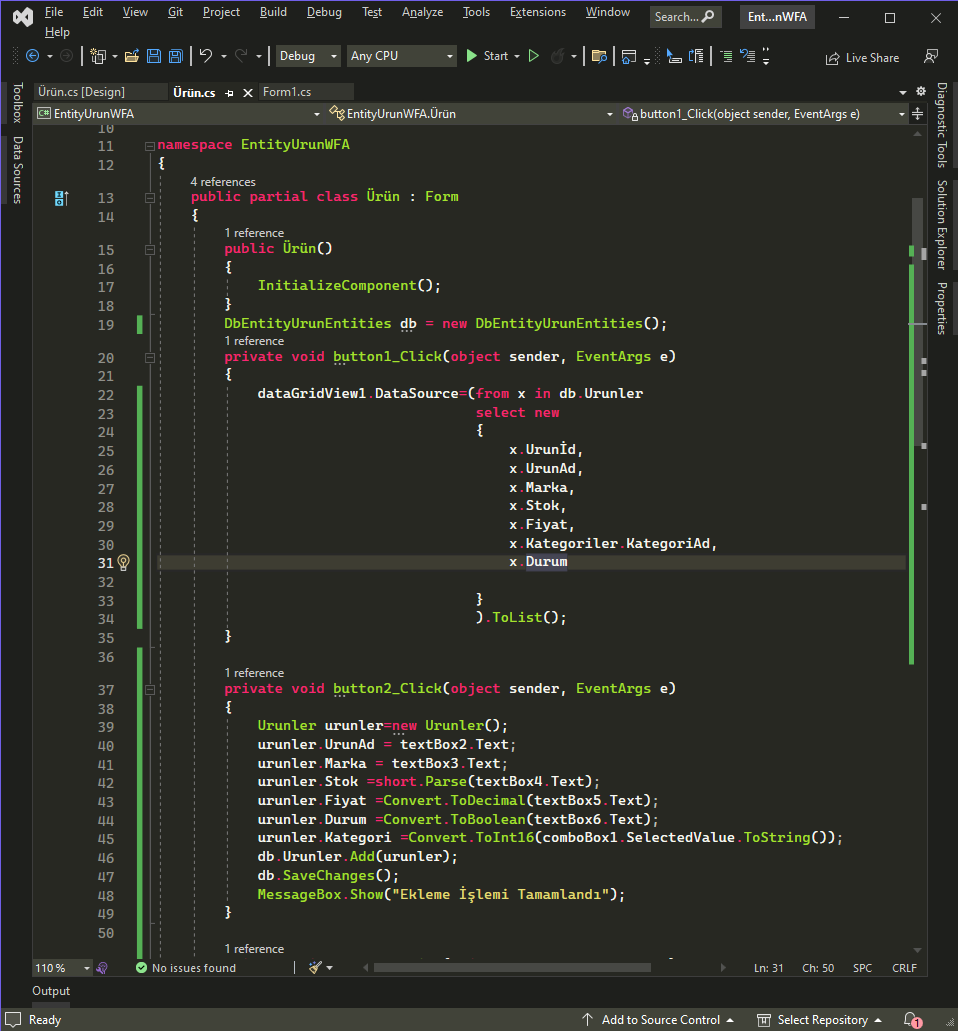 File Edit View Git Project Build Debug Test Analyze Tools Extensions Window Search... Ent...nWFA
Help
Debug Any CPU Start Live Share
Ürün.cs [Design] Ürün.cs Form1.cs
C# EntityUrunWFA EntityUrunWFA.Ürün button1_Click(object sender, EventArgs e)
Toolbox
Data Sources
Diagnostic Tools
Solution Explorer
Properties
10
11 namespace EntityUrunWFA
12 {
4 references
13 public partial class Ürün : Form
14 {
1 reference
15 public Ürün()
16 {
17 InitializeComponent();
18 }
19 DbEntityUrunEntities db = new DbEntityUrunEntities();
1 reference
20 private void button1_Click(object sender, EventArgs e)
21 {
22 dataGridView1.DataSource=(from x in db.Urunler
23 select new
24 {
25 x.Urunİd,
26 x.UrunAd,
27 x.Marka,
28 x.Stok,
29 x.Fiyat,
30 x.Kategoriler.KategoriAd,
31 x.Durum
32
33 }
34 ).ToList();
35 }
36
1 reference
37 private void button2_Click(object sender, EventArgs e)
38 {
39 Urunler urunler=new Urunler();
40 urunler.UrunAd = textBox2.Text;
41 urunler.Marka = textBox3.Text;
42 urunler.Stok =short.Parse(textBox4.Text);
43 urunler.Fiyat =Convert.ToDecimal(textBox5.Text);
44 urunler.Durum =Convert.ToBoolean(textBox6.Text);
45 urunler.Kategori =Convert.ToInt16(comboBox1.SelectedValue.ToString());
46 db.Urunler.Add(urunler);
47 db.SaveChanges();
48 MessageBox.Show("Ekleme İşlemi Tamamlandı");
49 }
50
1 reference
110 % No issues found Ln: 31 Ch: 50 SPC CRLF
Output
Ready Add to Source Control Select Repository 1